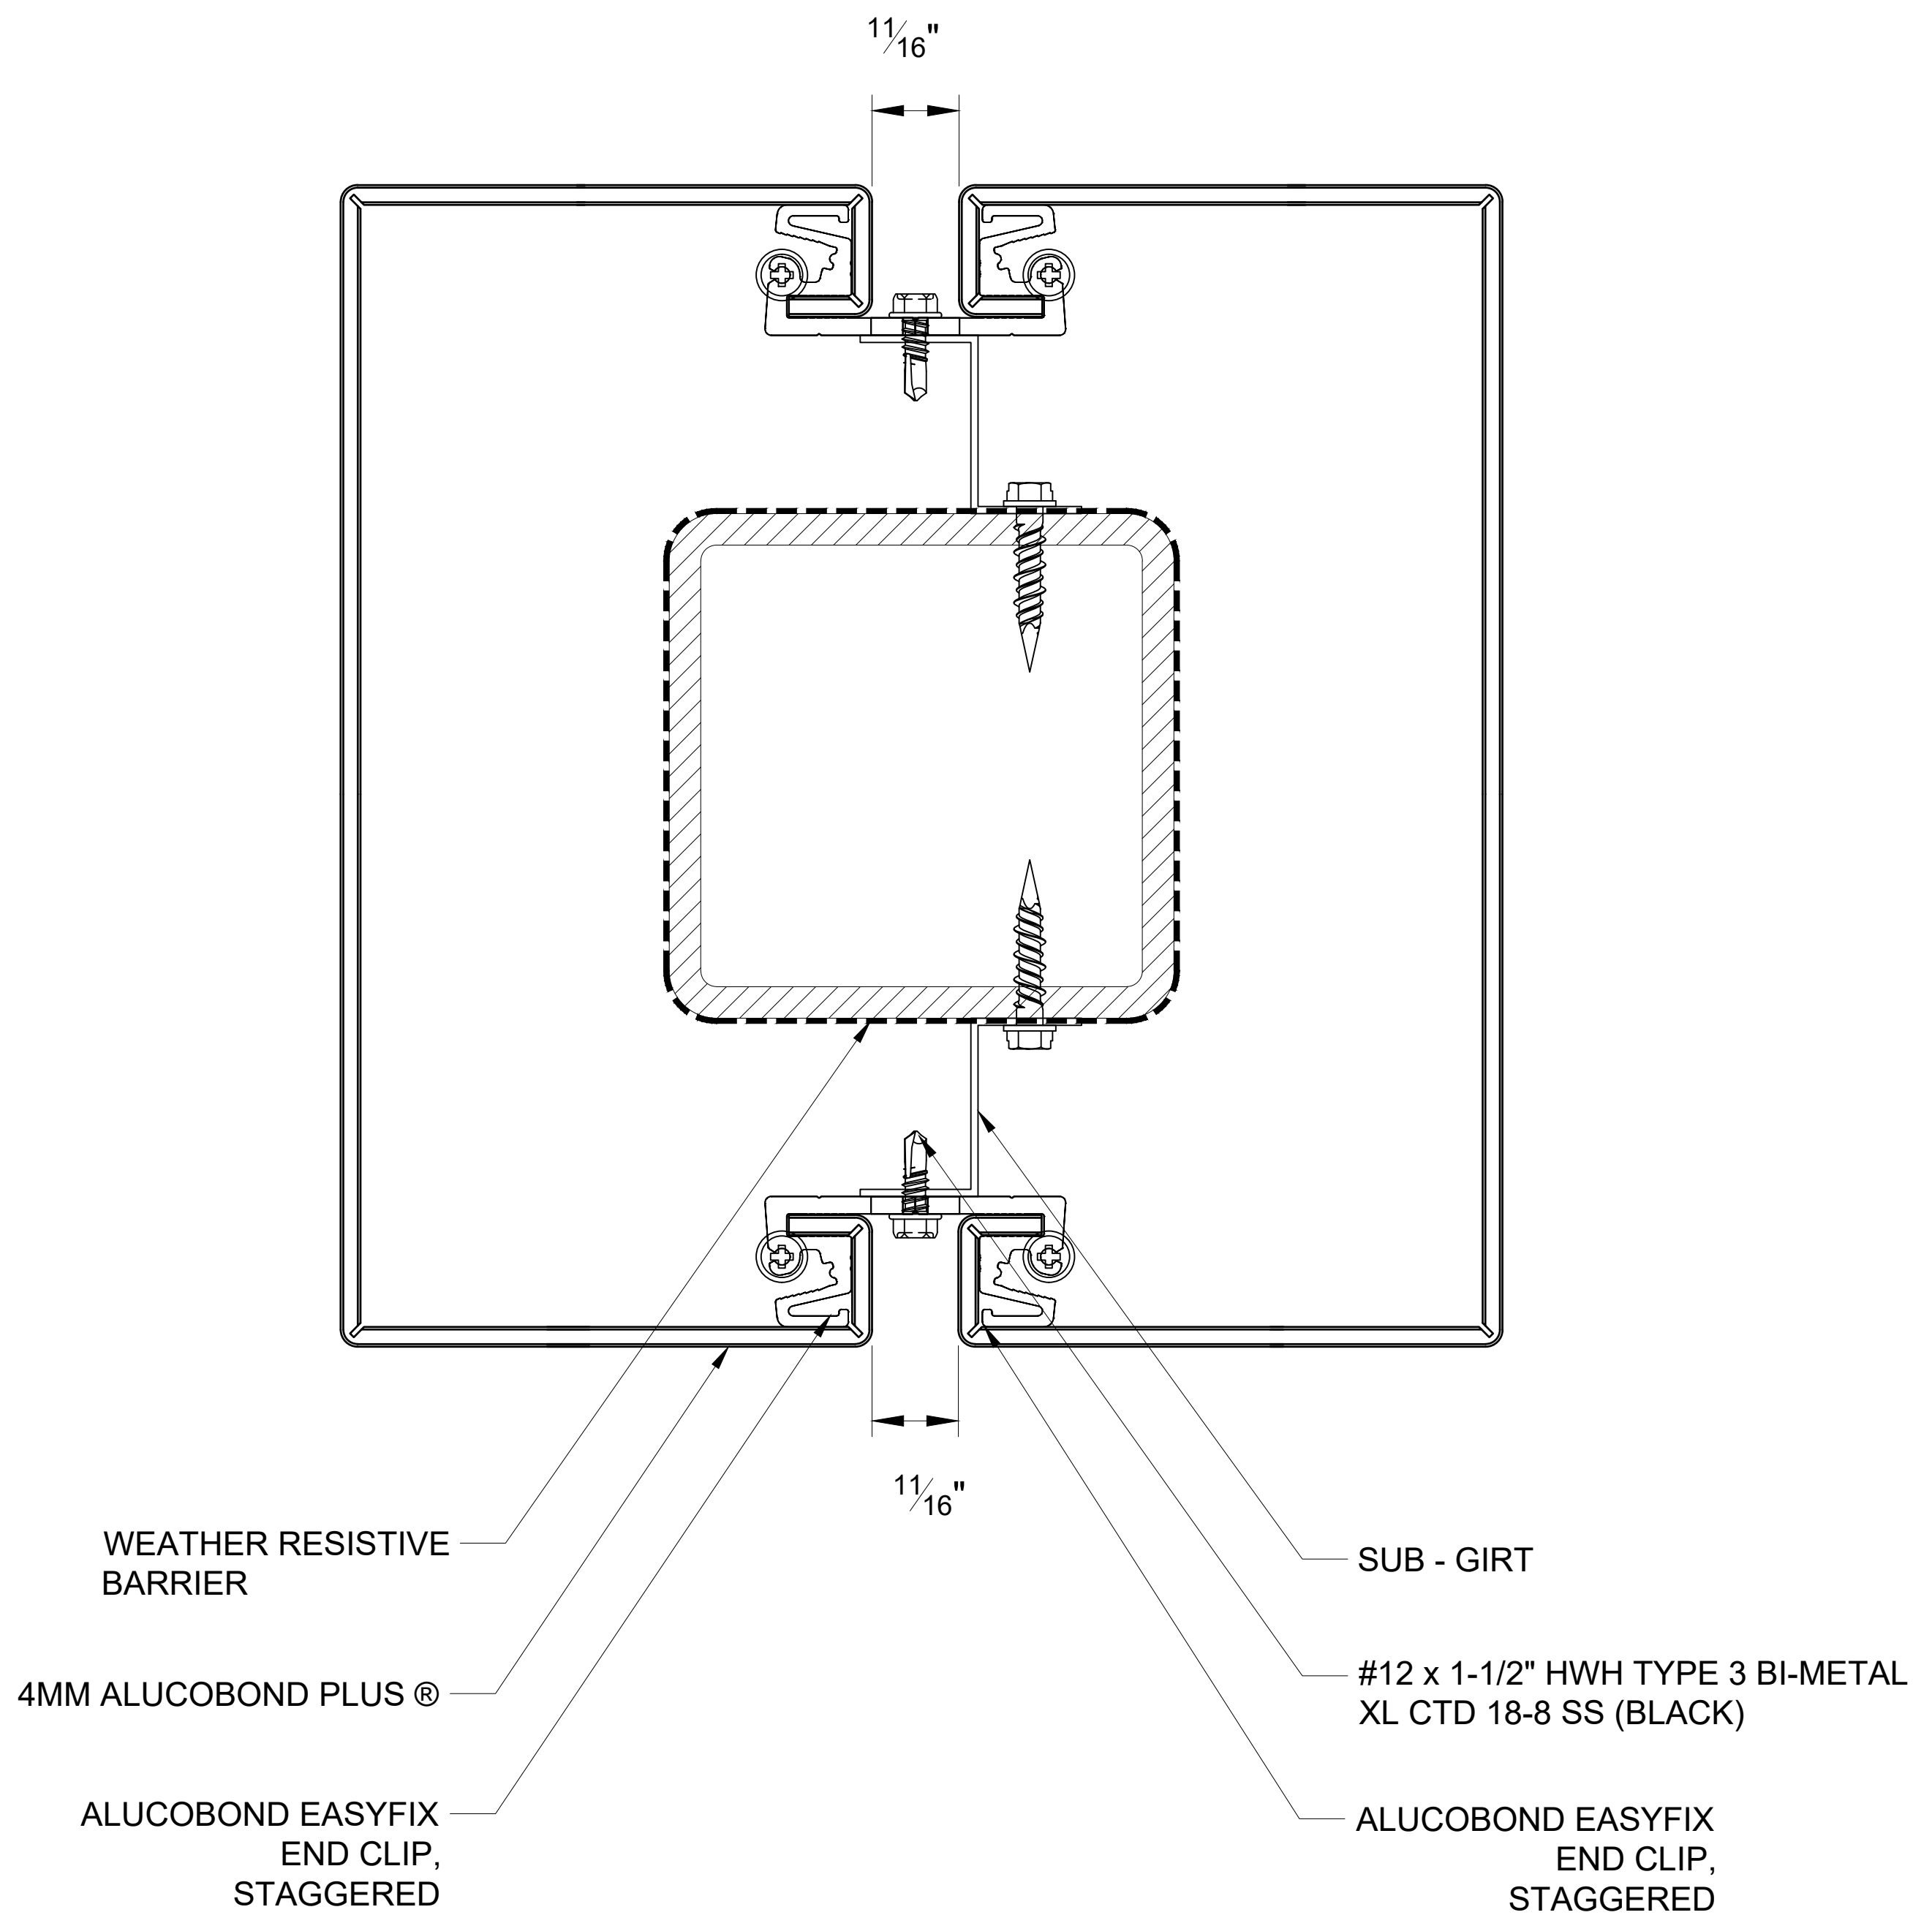 11/16"
11/16"
WEATHER RESISTIVE
BARRIER
4MM ALUCOBOND PLUS ®
ALUCOBOND EASYFIX
END CLIP,
STAGGERED
SUB - GIRT
#12 x 1-1/2" HWH TYPE 3 BI-METAL
XL CTD 18-8 SS (BLACK)
ALUCOBOND EASYFIX
END CLIP,
STAGGERED